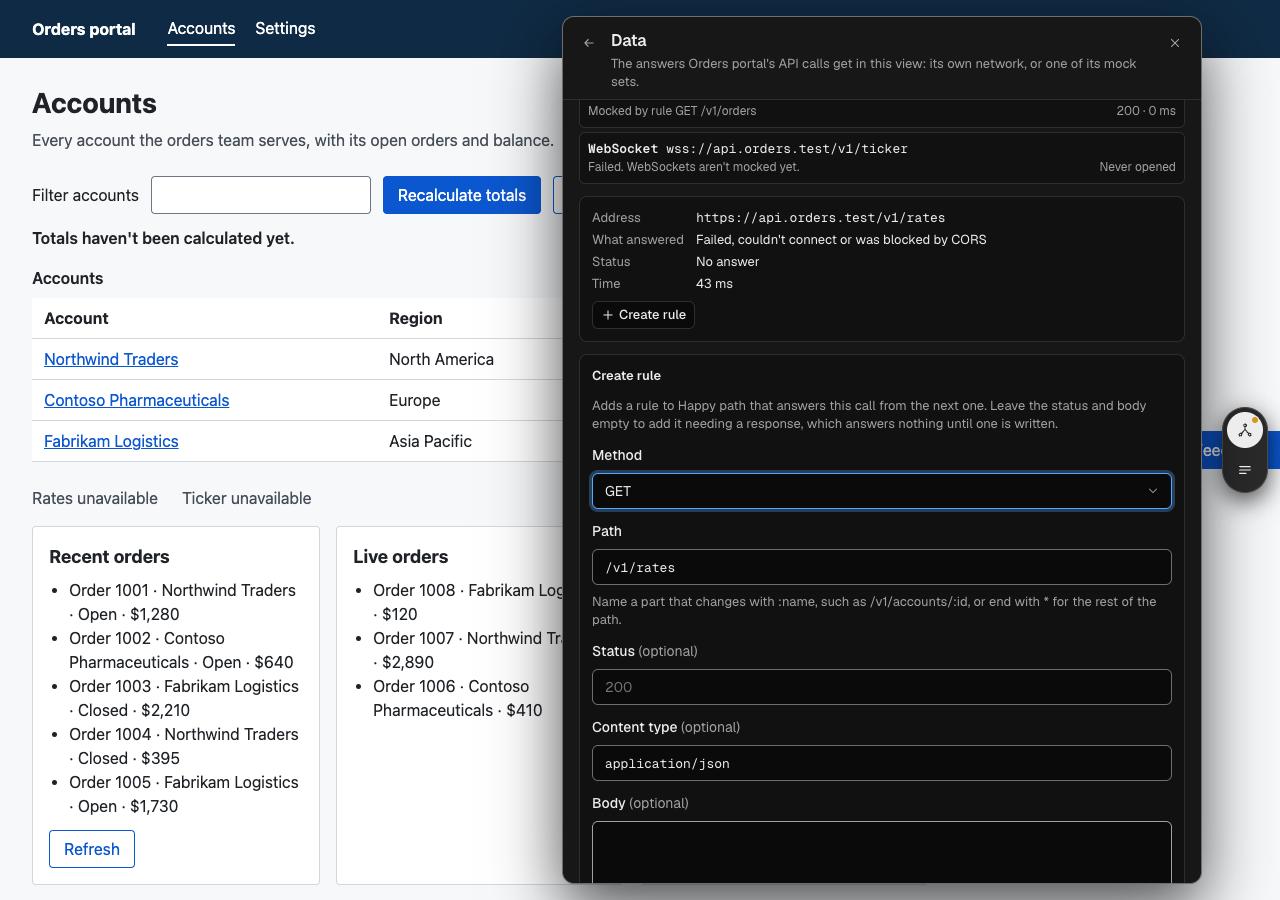 Orders portal
Accounts
Settings
Accounts
Every account the orders team serves, with its open orders and balance.
Filter accounts
Recalculate totals
Totals haven't been calculated yet.
Accounts
Account
Region
Northwind Traders
North America
Contoso Pharmaceuticals
Europe
Fabrikam Logistics
Asia Pacific
Rates unavailable
Ticker unavailable
Recent orders
Order 1001 · Northwind Traders
· Open · $1,280
Order 1002 · Contoso
Pharmaceuticals · Open · $640
Order 1003 · Fabrikam Logistics
· Closed · $2,210
Order 1004 · Northwind Traders
· Closed · $395
Order 1005 · Fabrikam Logistics
· Open · $1,730
Refresh
Live orders
Order 1008 · Fabrikam
· $120
Order 1007 · Northwind
· $2,890
Order 1006 · Contoso
Pharmaceuticals · $410
Data
The answers Orders portal's API calls get in this view: its own network, or one of its mock
sets.
Mocked by rule GET /v1/orders
200 · 0 ms
WebSocket wss://api.orders.test/v1/ticker
Failed. WebSockets aren't mocked yet.
Never opened
Address
https://api.orders.test/v1/rates
What answered
Failed, couldn't connect or was blocked by CORS
Status
No answer
Time
43 ms
Create rule
Create rule
Adds a rule to Happy path that answers this call from the next one. Leave the status and body
empty to add it needing a response, which answers nothing until one is written.
Method
GET
Path
/v1/rates
Name a part that changes with :name, such as /v1/accounts/:id, or end with * for the rest of the
path.
Status (optional)
200
Content type (optional)
application/json
Body (optional)